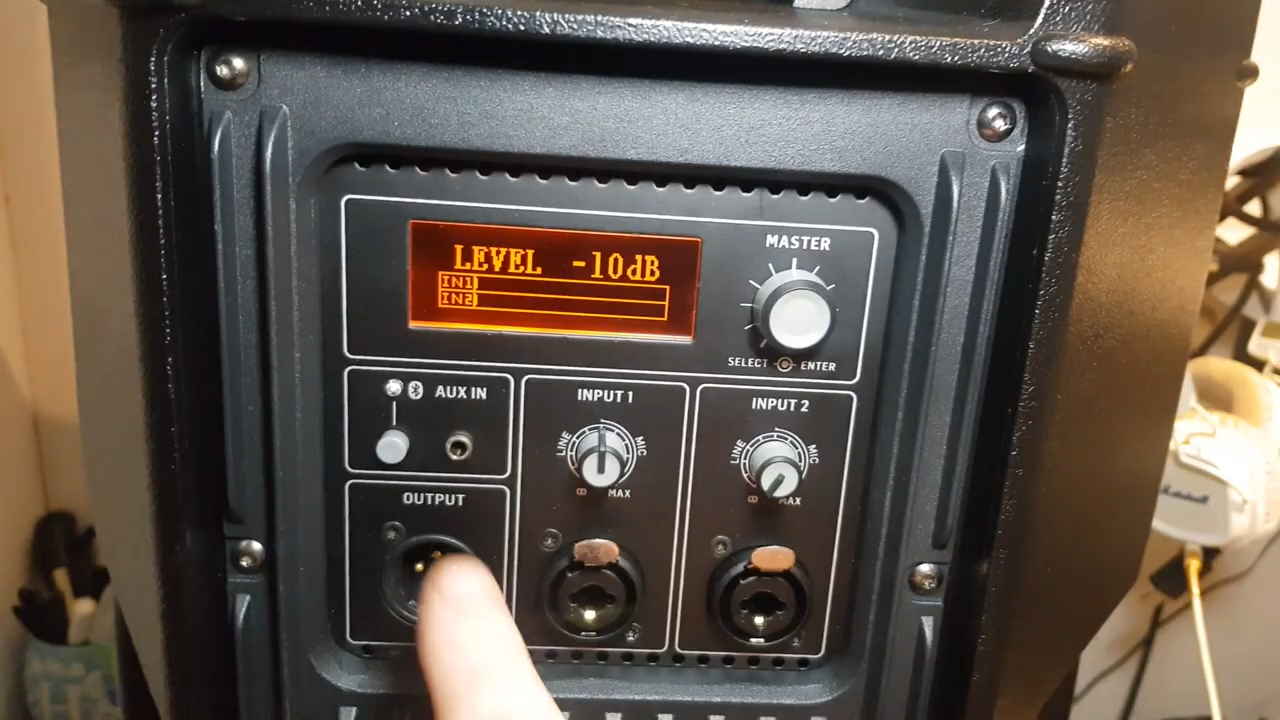 LEVEL -10dB
IN1
IN2
MASTER
SELECT ENTER
AUX IN
INPUT 1
LINE MIC
∞ MAX
INPUT 2
LINE MIC
∞ MAX
OUTPUT
Marshall